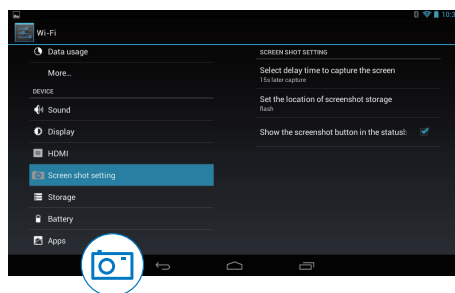 10:3
Wi-Fi
Data usage
More...
DEVICE
Sound
Display
HDMI
Screen shot setting
Storage
Battery
Apps
SCREEN SHOT SETTING
Select delay time to capture the screen
15s later capture
Set the location of screenshot storage
flash
Show the screenshot button in the statusb